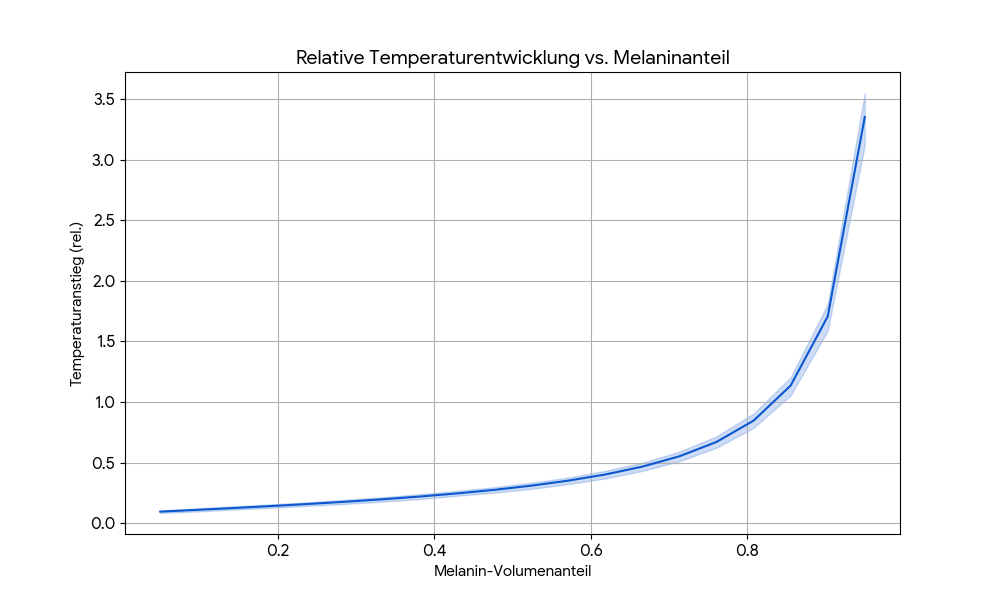 Relative Temperaturentwicklung vs. Melaninanteil
3.5
3.0
2.5
2.0
1.5
1.0
0.5
0.0
Temperaturanstieg (rel.)
0.2 0.4 0.6 0.8
Melanin-Volumenanteil